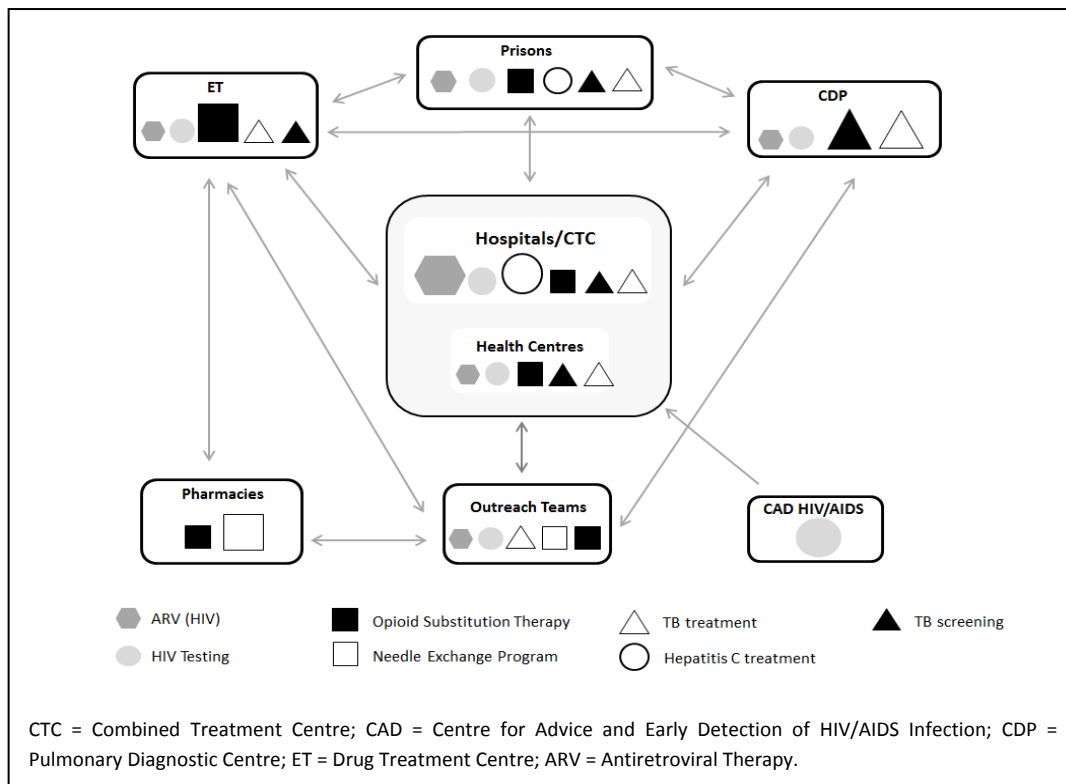 Prisons
ET
CDP
Hospitals/CTC
Health Centres
Pharmacies
Outreach Teams
CAD HIV/AIDS
ARV (HIV)
Opioid Substitution Therapy
TB treatment
TB screening
HIV Testing
Needle Exchange Program
Hepatitis C treatment
CTC = Combined Treatment Centre; CAD = Centre for Advice and Early Detection of HIV/AIDS Infection; CDP =
Pulmonary Diagnostic Centre; ET = Drug Treatment Centre; ARV = Antiretroviral Therapy.